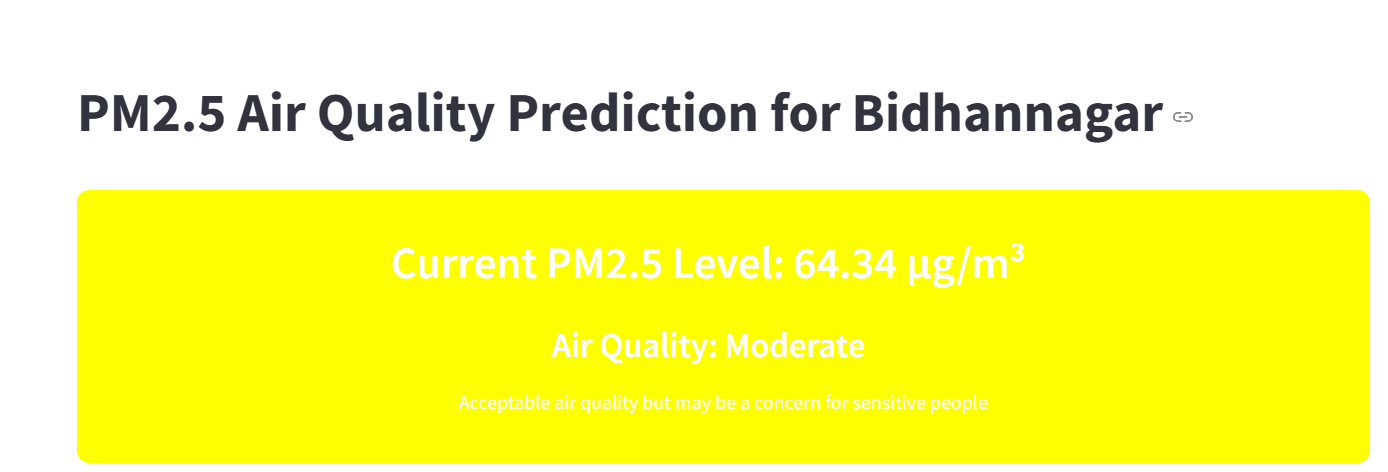 PM2.5 Air Quality Prediction for Bidhannagar
Current PM2.5 Level: 64.34 µg/m³
Air Quality: Moderate
Acceptable air quality but may be a concern for sensitive people